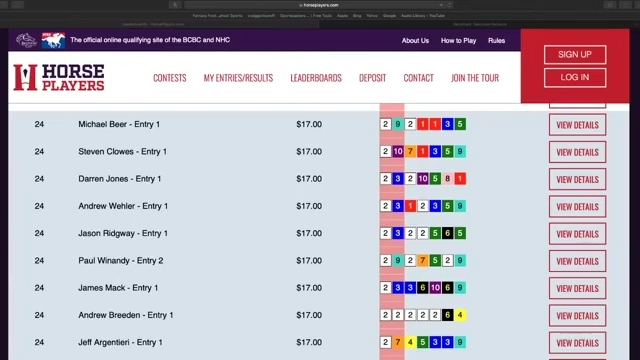 horseplayers.com
Apple Bing Yahoo Google Audio Library / YouTube
The official online qualifying site of the BCBC and NHC
About Us How to Play Rules
SIGN UP
LOG IN
HORSE
PLAYERS
CONTESTS MY ENTRIES/RESULTS LEADERBOARDS DEPOSIT CONTACT JOIN THE TOUR
24 Michael Beer - Entry 1 $17.00 2 9 2 1 1 3 5 VIEW DETAILS
24 Steven Clowes - Entry 1 $17.00 2 10 7 1 3 5 9 VIEW DETAILS
24 Darren Jones - Entry 1 $17.00 2 3 2 10 5 8 1 VIEW DETAILS
24 Andrew Wehler - Entry 1 $17.00 2 3 1 2 3 5 9 VIEW DETAILS
24 Jason Ridgway - Entry 1 $17.00 2 3 2 2 5 6 5 VIEW DETAILS
24 Paul Winandy - Entry 2 $17.00 2 9 2 7 5 2 9 VIEW DETAILS
24 James Mack - Entry 1 $17.00 2 3 3 6 10 6 9 VIEW DETAILS
24 Andrew Breeden - Entry 1 $17.00 2 2 2 2 2 6 4 VIEW DETAILS
24 Jeff Argentieri - Entry 1 $17.00 2 7 4 5 3 3 9 VIEW DETAILS